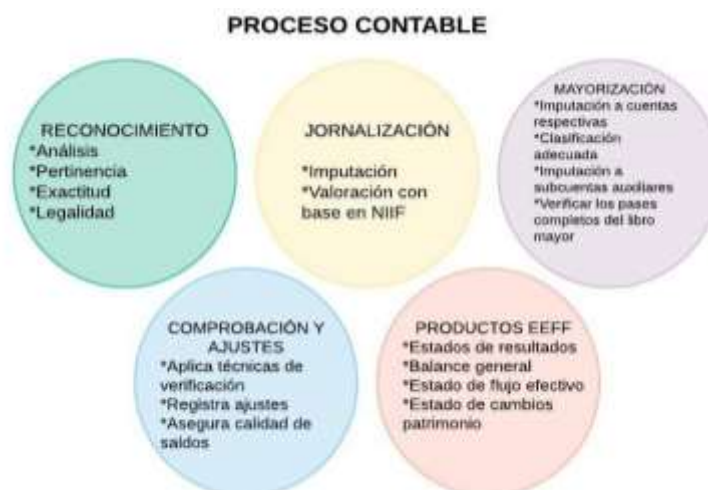 PROCESO CONTABLE
RECONOCIMIENTO
*Análisis
*Pertinencia
*Exactitud
*Legalidad
JORNALIZACIÓN
*Imputación
*Valoración con
base en NIIF
MAYORIZACIÓN
*Imputación a cuentas
respectivas
*Clasificación
adecuada
*Imputación a
subcuentas auxiliares
*Verificar los pases
completos del libro
mayor
COMPROBACIÓN Y
AJUSTES
*Aplica técnicas de
verificación
*Registra ajustes
*Asegura calidad de
saldos
PRODUCTOS EEFF
*Estados de resultados
*Balance general
*Estado de flujo efectivo
*Estado de cambios
patrimonio